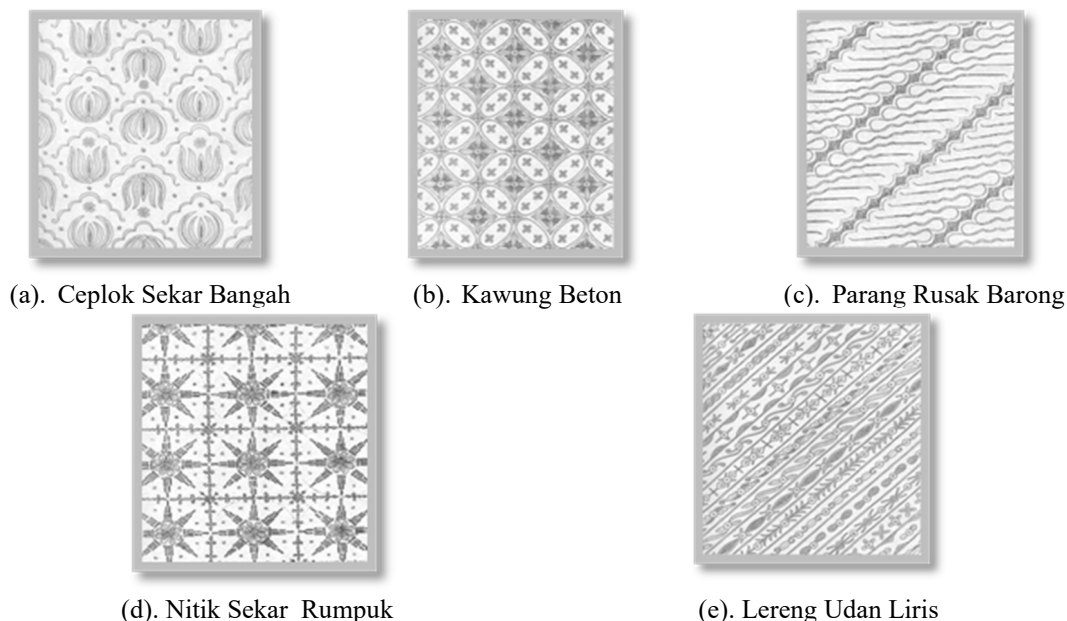 (a). Ceplok Sekar Bangah
(b). Kawung Beton
(c). Parang Rusak Barong
(d). Nitik Sekar Rumpuk
(e). Lereng Udan Liris